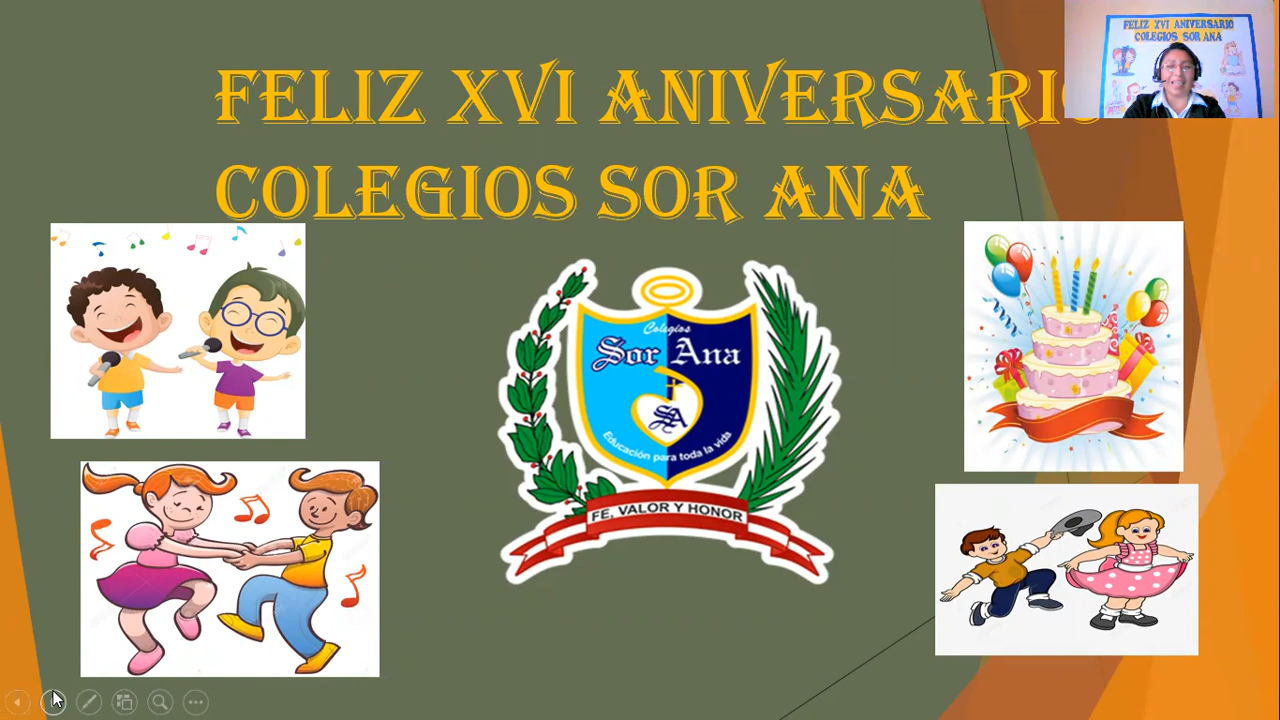 FELIZ XVI ANIVERSARIO
COLEGIOS SOR ANA
FELIZ XVI ANIVERSARIO
COLEGIOS SOR ANA
Colegios
Sor Ana
SA
Educación para toda la vida
FE, VALOR Y HONOR